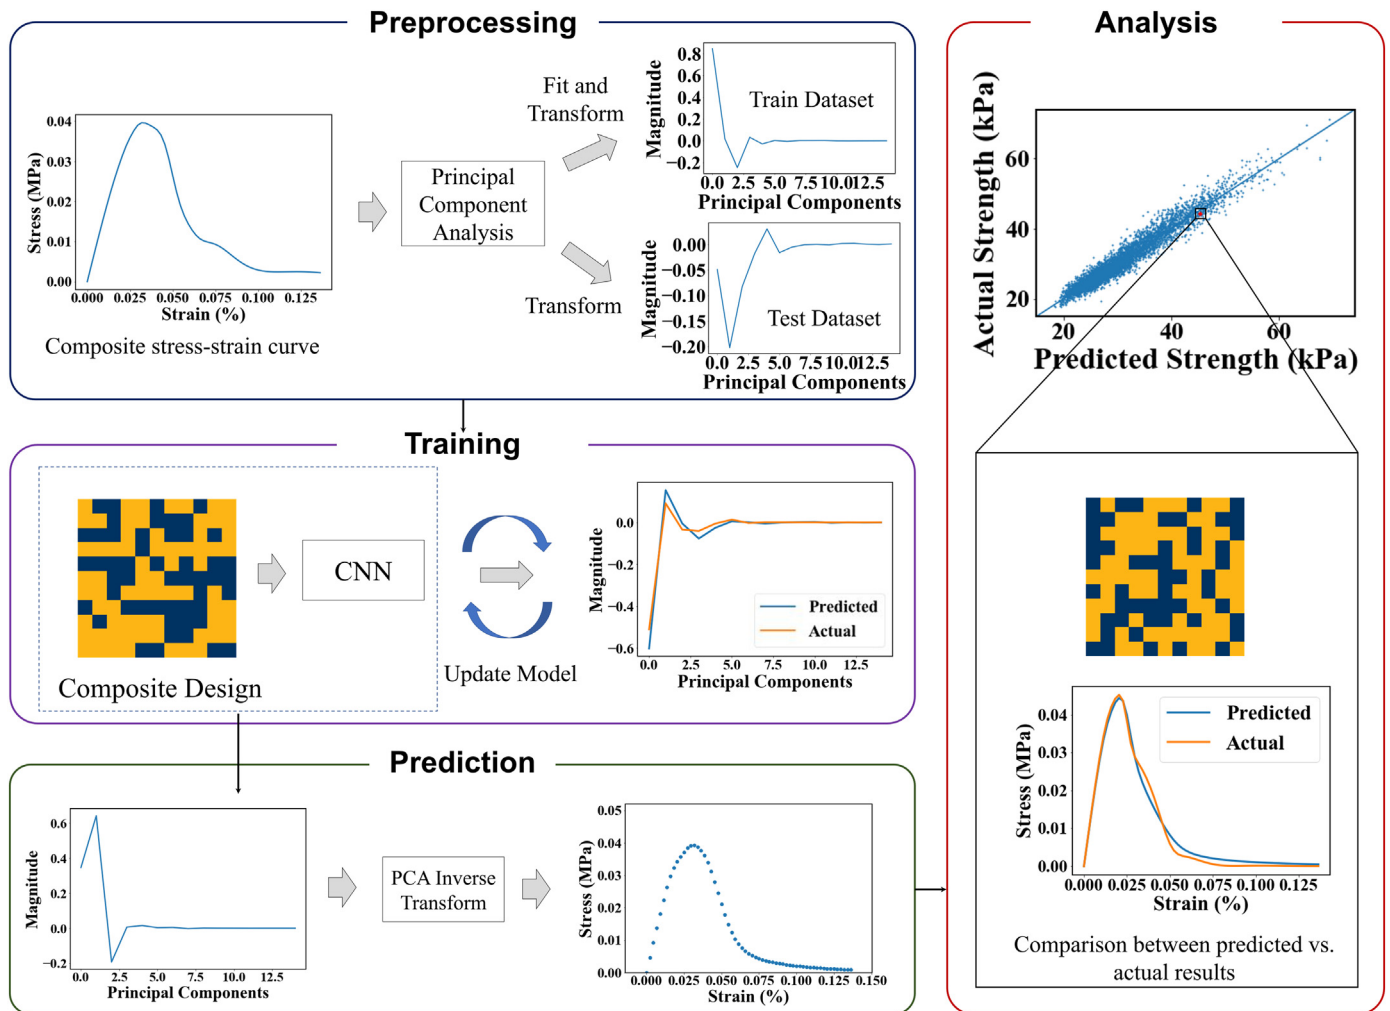 Preprocessing
0.04
0.03
0.02
0.01
0.00
Stress (MPa)
0.000 0.025 0.050 0.075 0.100 0.125
Strain (%)
Composite stress-strain curve
Principal
Component
Analysis
Fit and
Transform
Transform
0.8
0.6
0.4
0.2
0.0
−0.2
Magnitude
Train Dataset
0.0 2.5 5.0 7.5 10.012.5
Principal Components
0.00
−0.05
−0.10
−0.15
−0.20
Magnitude
Test Dataset
0.0 2.5 5.0 7.5 10.0 12.5
Principal Components
Training
Composite Design
CNN
Update Model
0.0
−0.2
−0.4
−0.6
Magnitude
Predicted
Actual
0.0 2.5 5.0 7.5 10.0 12.5
Principal Components
Prediction
0.6
0.4
0.2
0.0
−0.2
Magnitude
0.0 2.5 5.0 7.5 10.0 12.5
Principal Components
PCA Inverse
Transform
0.05
0.04
0.03
0.02
0.01
0.00
Stress (MPa)
0.000 0.025 0.050 0.075 0.100 0.125 0.150
Strain (%)
Analysis
60
40
20
Actual Strength (kPa)
20 40 60
Predicted Strength (kPa)
0.04
0.03
0.02
0.01
0.00
Stress (MPa)
Predicted
Actual
0.000 0.025 0.050 0.075 0.100 0.125
Strain (%)
Comparison between predicted vs.
actual results